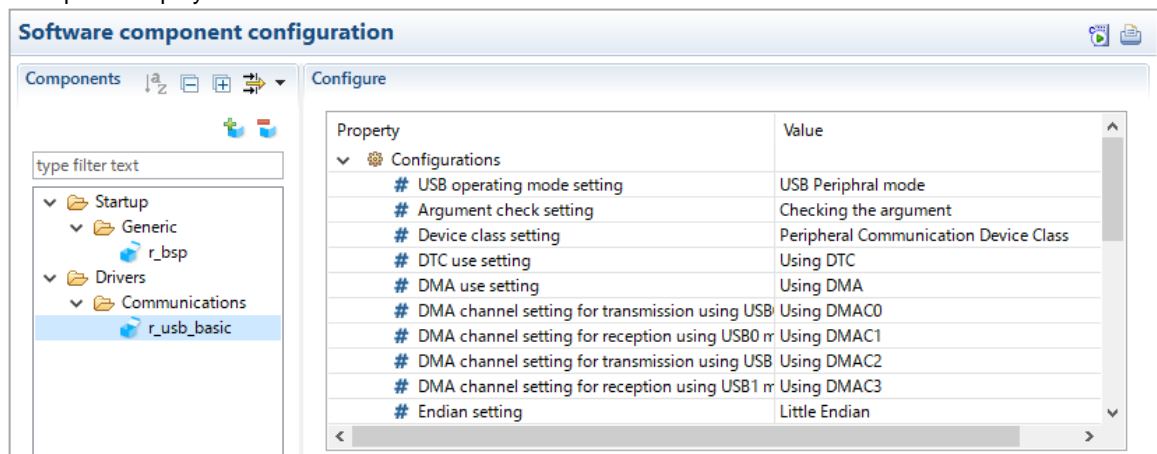 Software component configuration
Components
Configure
type filter text
Startup
Generic
r_bsp
Drivers
Communications
r_usb_basic
Property Value
Configurations
# USB operating mode setting USB Periphral mode
# Argument check setting Checking the argument
# Device class setting Peripheral Communication Device Class
# DTC use setting Using DTC
# DMA use setting Using DMA
# DMA channel setting for transmission using USB Using DMAC0
# DMA channel setting for reception using USB0 m Using DMAC1
# DMA channel setting for transmission using USB Using DMAC2
# DMA channel setting for reception using USB1 m Using DMAC3
# Endian setting Little Endian